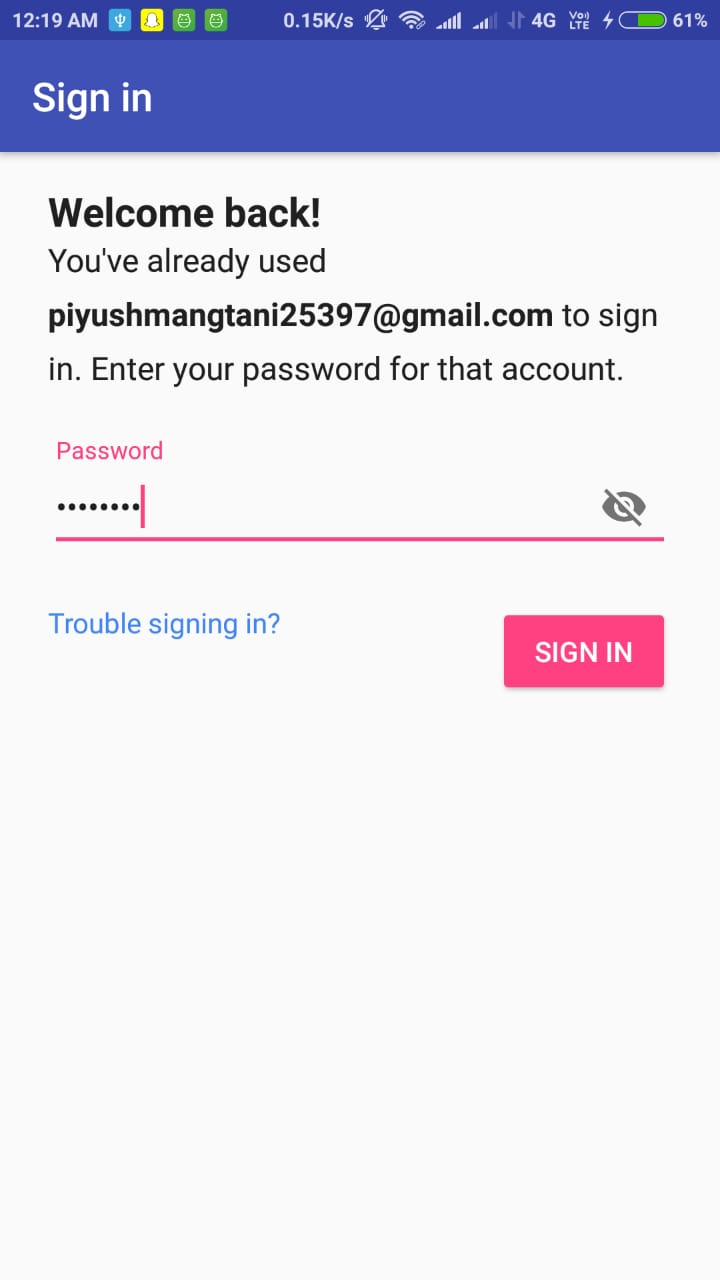 12:19 AM 0.15K/s 4G Vo)) LTE 61%
Sign in
Welcome back!
You've already used
piyushmangtani25397@gmail.com to sign
in. Enter your password for that account.
Password
••••••••
Trouble signing in?
SIGN IN